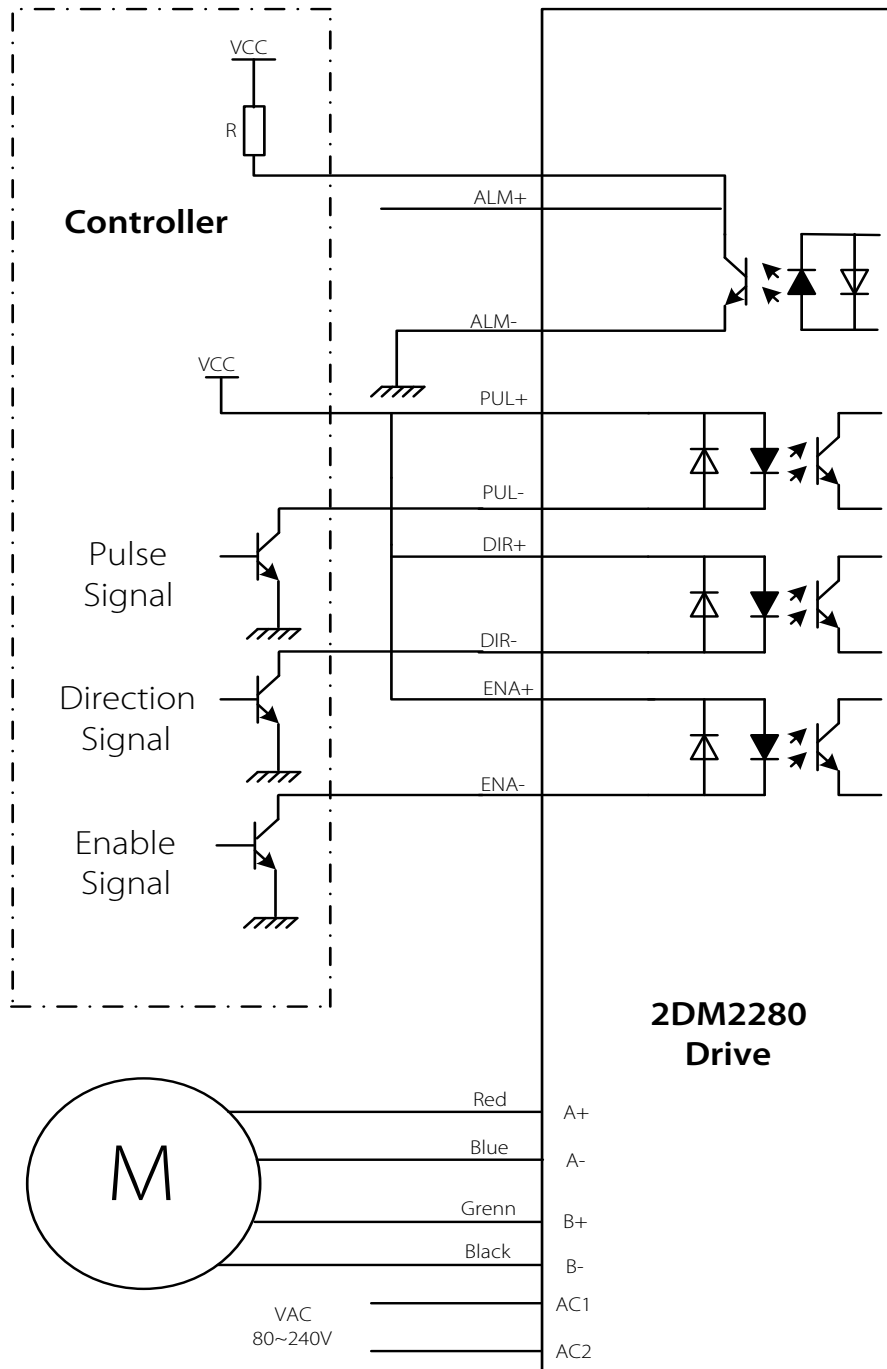 VCC
R
Controller
ALM+
ALM-
VCC
PUL+
PUL-
Pulse
Signal
DIR+
DIR-
Direction
Signal
ENA+
ENA-
Enable
Signal
2DM2280
Drive
M
Red
A+
Blue
A-
Grenn
B+
Black
B-
VAC
80~240V
AC1
AC2